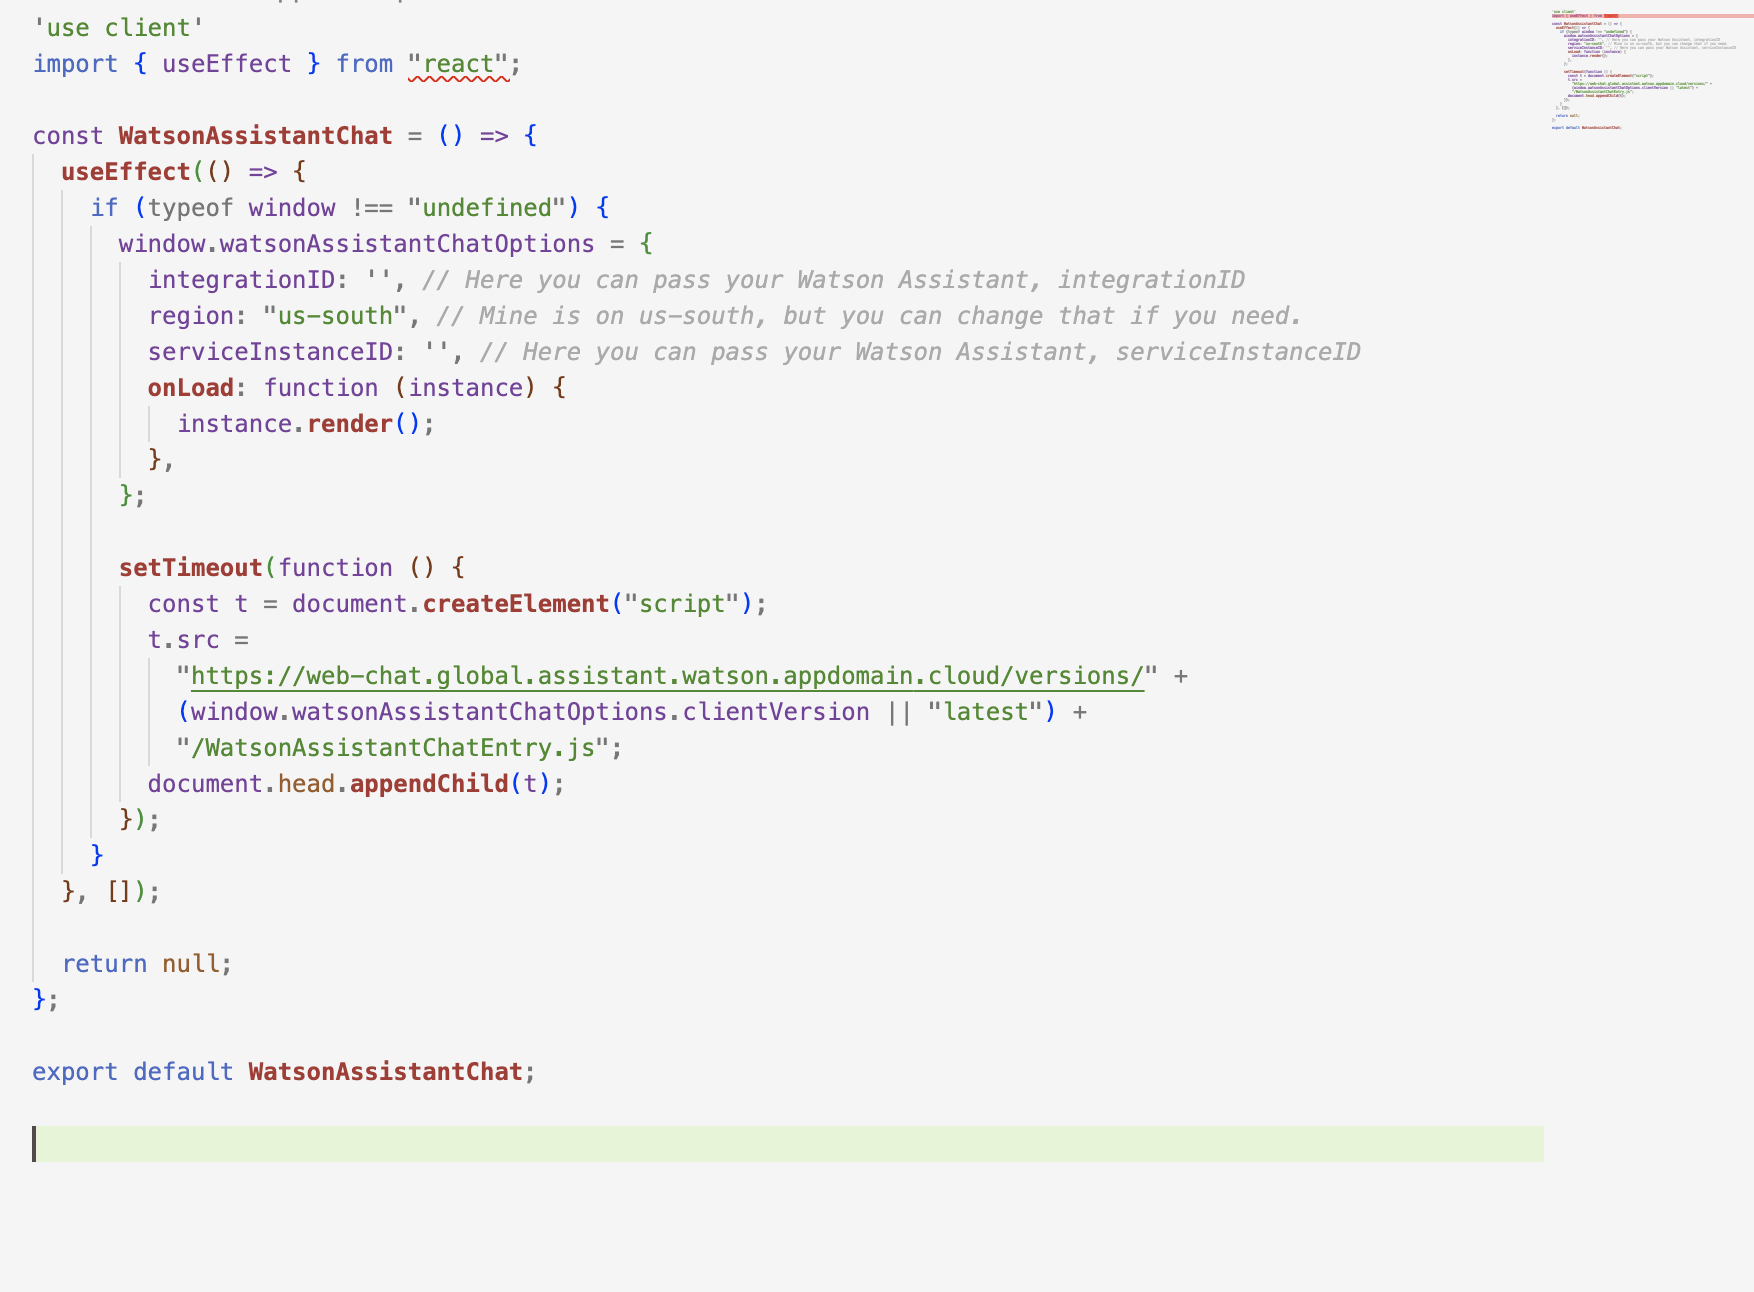 'use client'
import { useEffect } from "react";
const WatsonAssistantChat = () => {
useEffect(() => {
if (typeof window !== "undefined") {
window.watsonAssistantChatOptions = {
integrationID: '', // Here you can pass your Watson Assistant, integrationID
region: "us-south", // Mine is on us-south, but you can change that if you need.
serviceInstanceID: '', // Here you can pass your Watson Assistant, serviceInstanceID
onLoad: function (instance) {
instance.render();
},
};
setTimeout(function () {
const t = document.createElement("script");
t.src =
"https://web-chat.global.assistant.watson.appdomain.cloud/versions/" +
(window.watsonAssistantChatOptions.clientVersion || "latest") +
"/WatsonAssistantChatEntry.js";
document.head.appendChild(t);
});
}
}, []);
return null;
};
export default WatsonAssistantChat;